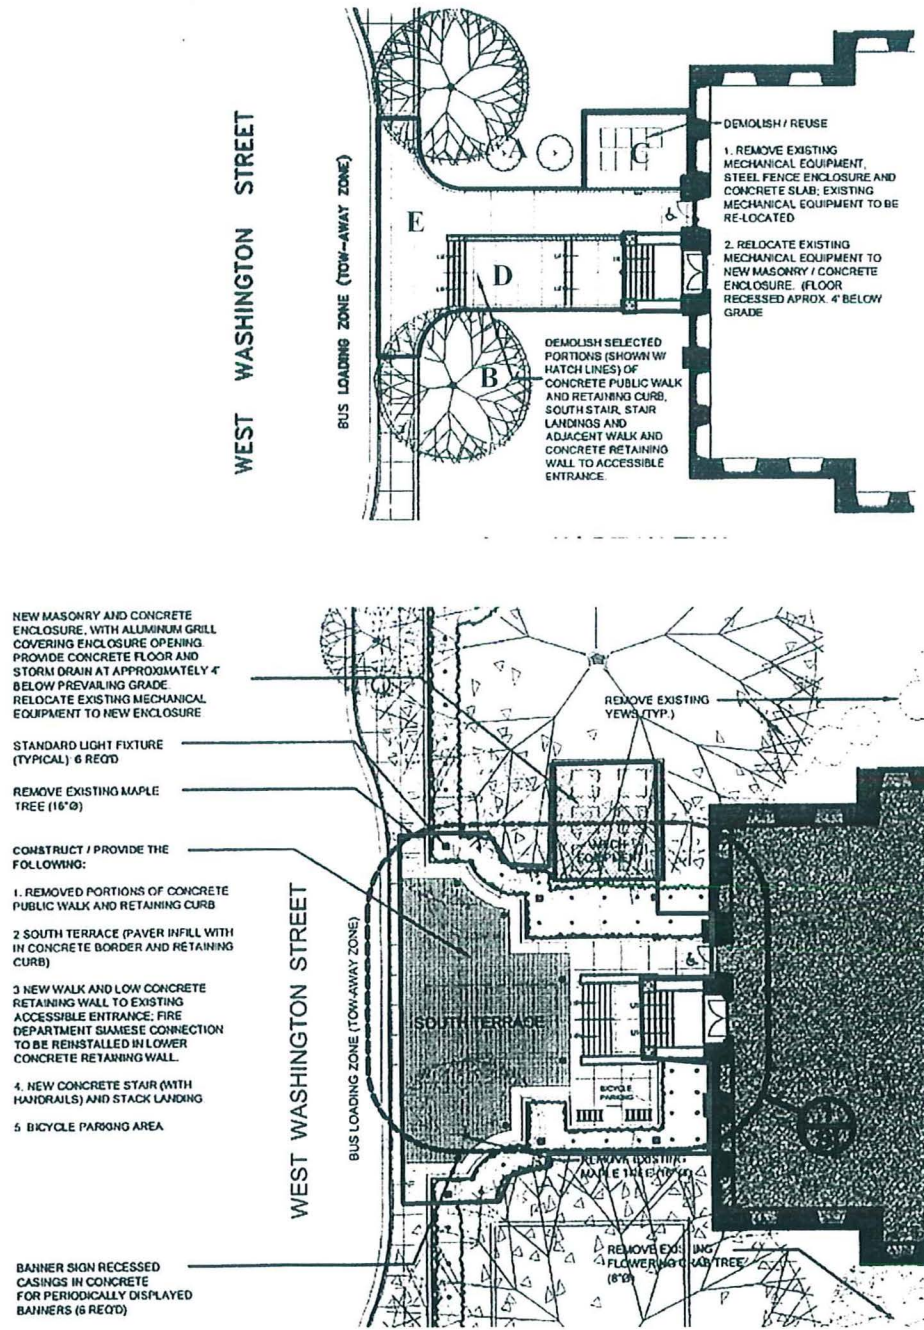 WEST WASHINGTON STREET
BUS LOADING ZONE (TOW-AWAY ZONE)
A
B
C
D
E
DEMOLISH / REUSE
1. REMOVE EXISTING
MECHANICAL EQUIPMENT,
STEEL FENCE ENCLOSURE AND
CONCRETE SLAB; EXISTING
MECHANICAL EQUIPMENT TO BE
RE-LOCATED
2. RELOCATE EXISTING
MECHANICAL EQUIPMENT TO
NEW MASONRY / CONCRETE
ENCLOSURE. (FLOOR
RECESSED APROX. 4' BELOW
GRADE
DEMOLISH SELECTED
PORTIONS (SHOWN W/
HATCH LINES) OF
CONCRETE PUBLIC WALK
AND RETAINING CURB,
SOUTH STAIR, STAIR
LANDINGS AND
ADJACENT WALK AND
CONCRETE RETAINING
WALL TO ACCESSIBLE
ENTRANCE.
NEW MASONRY AND CONCRETE
ENCLOSURE, WITH ALUMINUM GRILL
COVERING ENCLOSURE OPENING.
PROVIDE CONCRETE FLOOR AND
STORM DRAIN AT APPROXIMATELY 4'
BELOW PREVAILING GRADE.
RELOCATE EXISTING MECHANICAL
EQUIPMENT TO NEW ENCLOSURE
STANDARD LIGHT FIXTURE
(TYPICAL) 6 REQ'D
REMOVE EXISTING MAPLE
TREE (16"Ø)
CONSTRUCT / PROVIDE THE
FOLLOWING:
1. REMOVED PORTIONS OF CONCRETE
PUBLIC WALK AND RETAINING CURB
2 SOUTH TERRACE (PAVER INFILL WITH
IN CONCRETE BORDER AND RETAINING
CURB)
3 NEW WALK AND LOW CONCRETE
RETAINING WALL TO EXISTING
ACCESSIBLE ENTRANCE; FIRE
DEPARTMENT SIAMESE CONNECTION
TO BE REINSTALLED IN LOWER
CONCRETE RETANING WALL.
4. NEW CONCRETE STAIR (WITH
HANDRAILS) AND STACK LANDING
5 BICYCLE PARKING AREA
BANNER SIGN RECESSED
CASINGS IN CONCRETE
FOR PERIODICALLY DISPLAYED
BANNERS (6 REQ'D)
WEST WASHINGTON STREET
BUS LOADING ZONE (TOW-AWAY ZONE)
REMOVE EXISTING
YEWS (TYP.)
MECH
EQUIPMENT
SOUTH TERRACE
BICYCLE
PARKING
REMOVE EXISTING
MAPLE TREE
REMOVE EXISTING
FLOWERING CRAB TREE
(8"Ø)